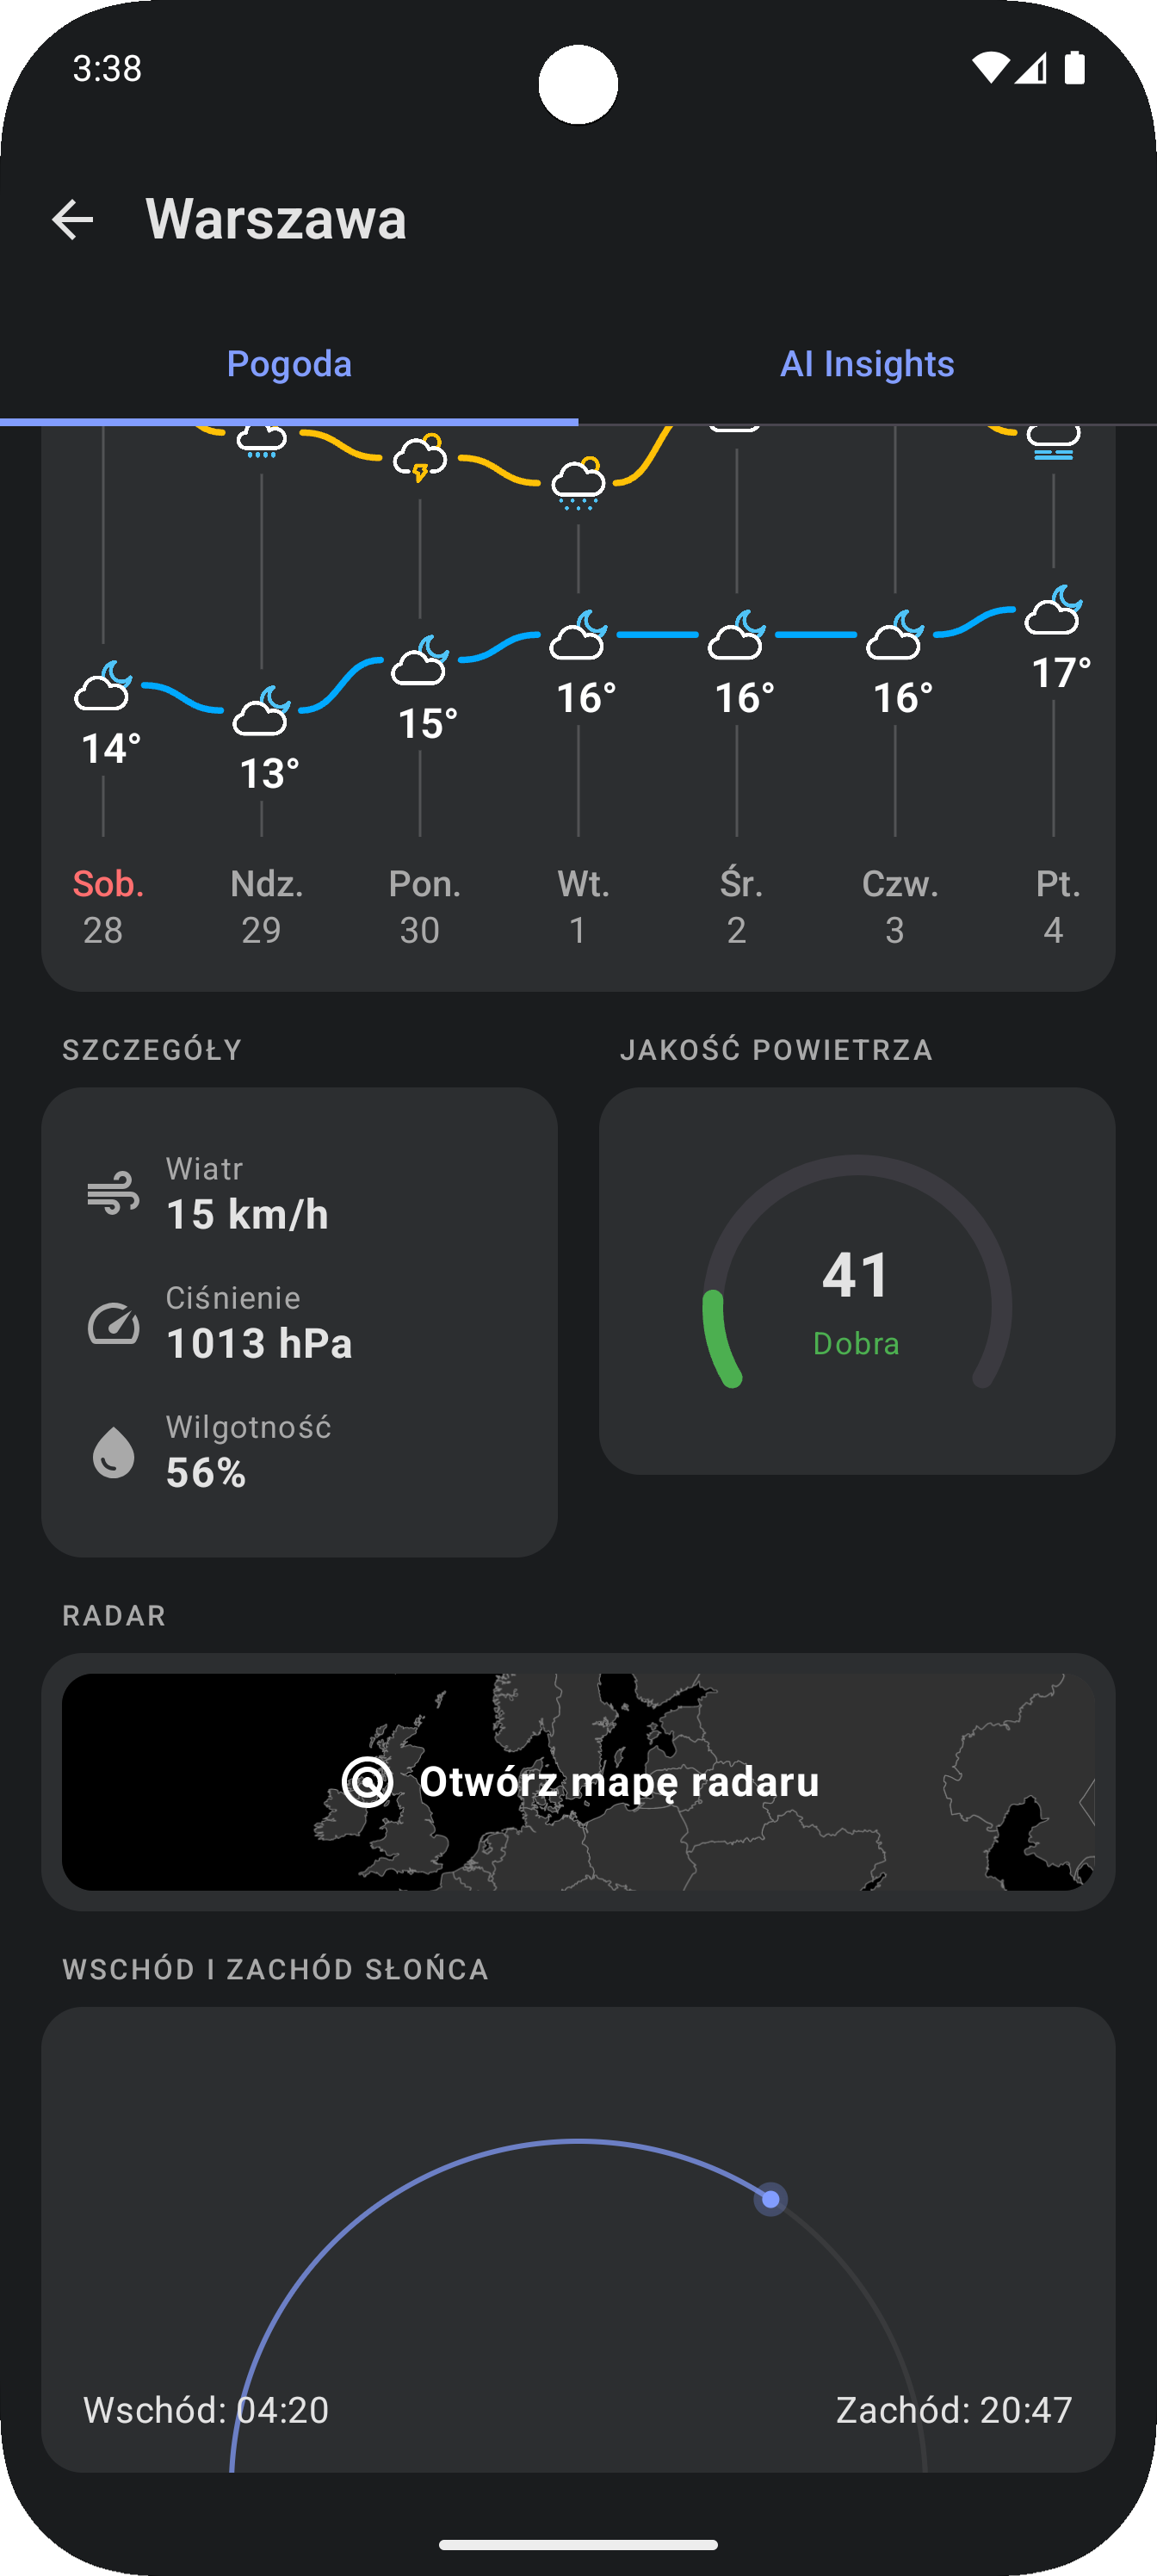 3:38
Warszawa
Pogoda
AI Insights
14°
13°
15°
16°
16°
16°
17°
Sob.
28
Ndz.
29
Pon.
30
Wt.
1
Śr.
2
Czw.
3
Pt.
4
SZCZEGÓŁY
Wiatr
15 km/h
Ciśnienie
1013 hPa
Wilgotność
56%
JAKOŚĆ POWIETRZA
41
Dobra
RADAR
Otwórz mapę radaru
WSCHÓD I ZACHÓD SŁOŃCA
Wschód: 04:20
Zachód: 20:47